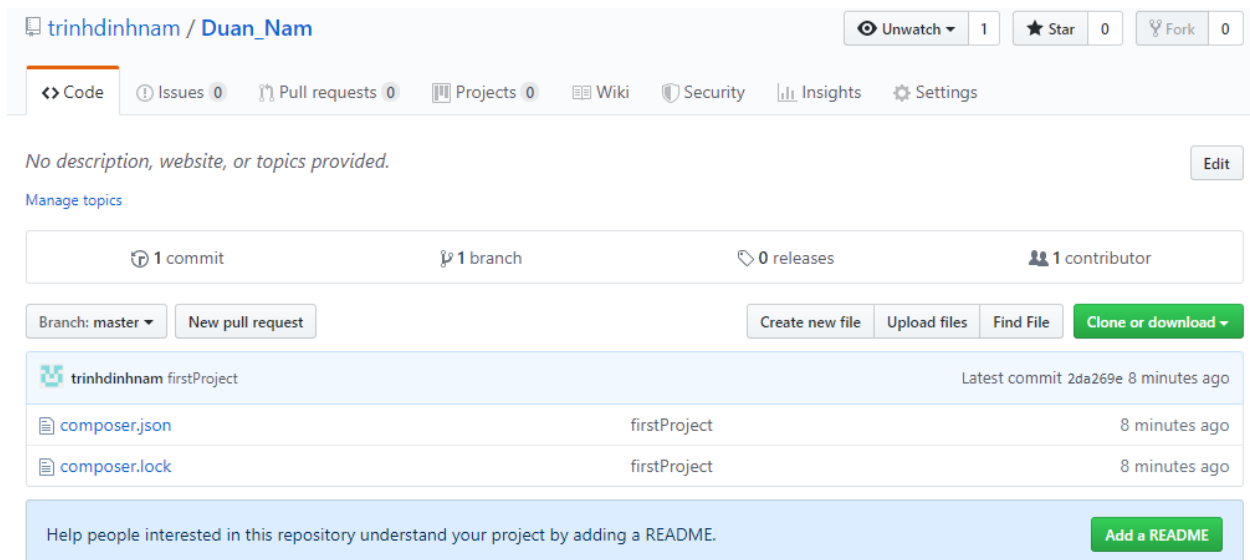 trinhdinhnam / Duan_Nam Unwatch 1 Star 0 Fork 0
Code Issues 0 Pull requests 0 Projects 0 Wiki Security Insights Settings
No description, website, or topics provided. Edit
Manage topics
1 commit 1 branch 0 releases 1 contributor
Branch: master New pull request Create new file Upload files Find File Clone or download
trinhdinhnam firstProject Latest commit 2da269e 8 minutes ago
composer.json firstProject 8 minutes ago
composer.lock firstProject 8 minutes ago
Help people interested in this repository understand your project by adding a README. Add a README